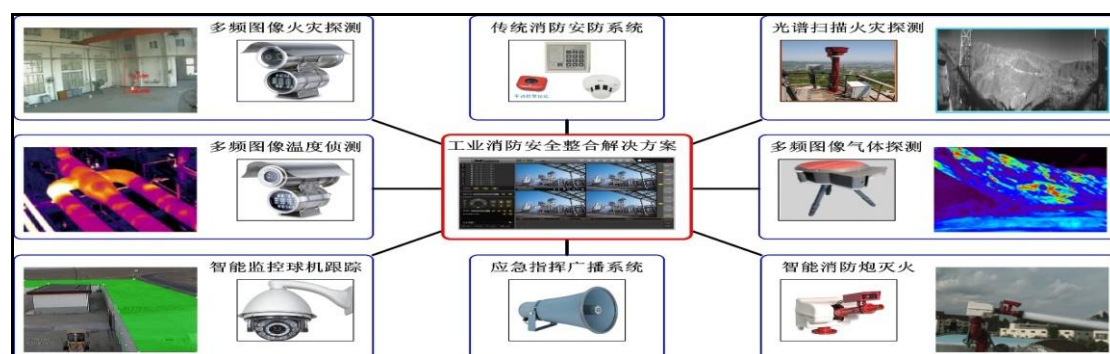 多频图像火灾探测
传统消防安防系统
光谱扫描火灾探测
多频图像温度侦测
工业消防安全整合解决方案
多频图像气体探测
智能监控球机跟踪
应急指挥广播系统
智能消防炮灭火